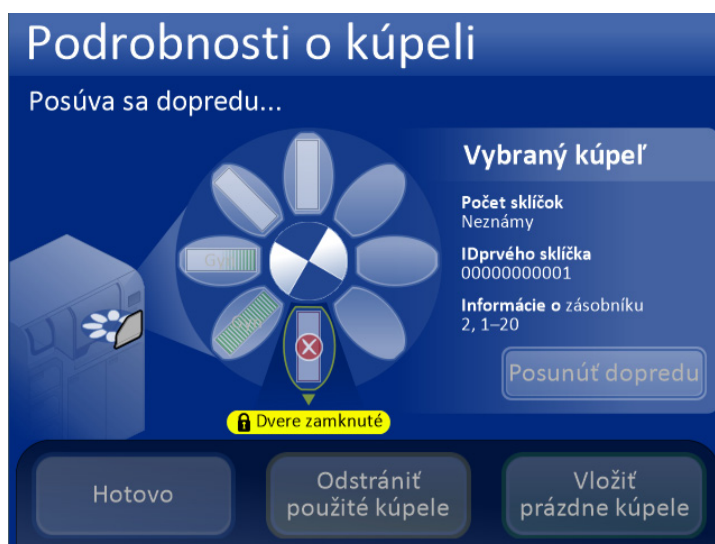 Podrobnosti o kúpeli
Posúva sa dopredu...
Vybraný kúpeľ
Počet sklíčok
Neznámy
IDprvého sklíčka
00000000001
Informácie o zásobníku
2, 1–20
Posunúť dopredu
Dvere zamknuté
Hotovo
Odstrániť
použité kúpele
Vložiť
prázdne kúpele